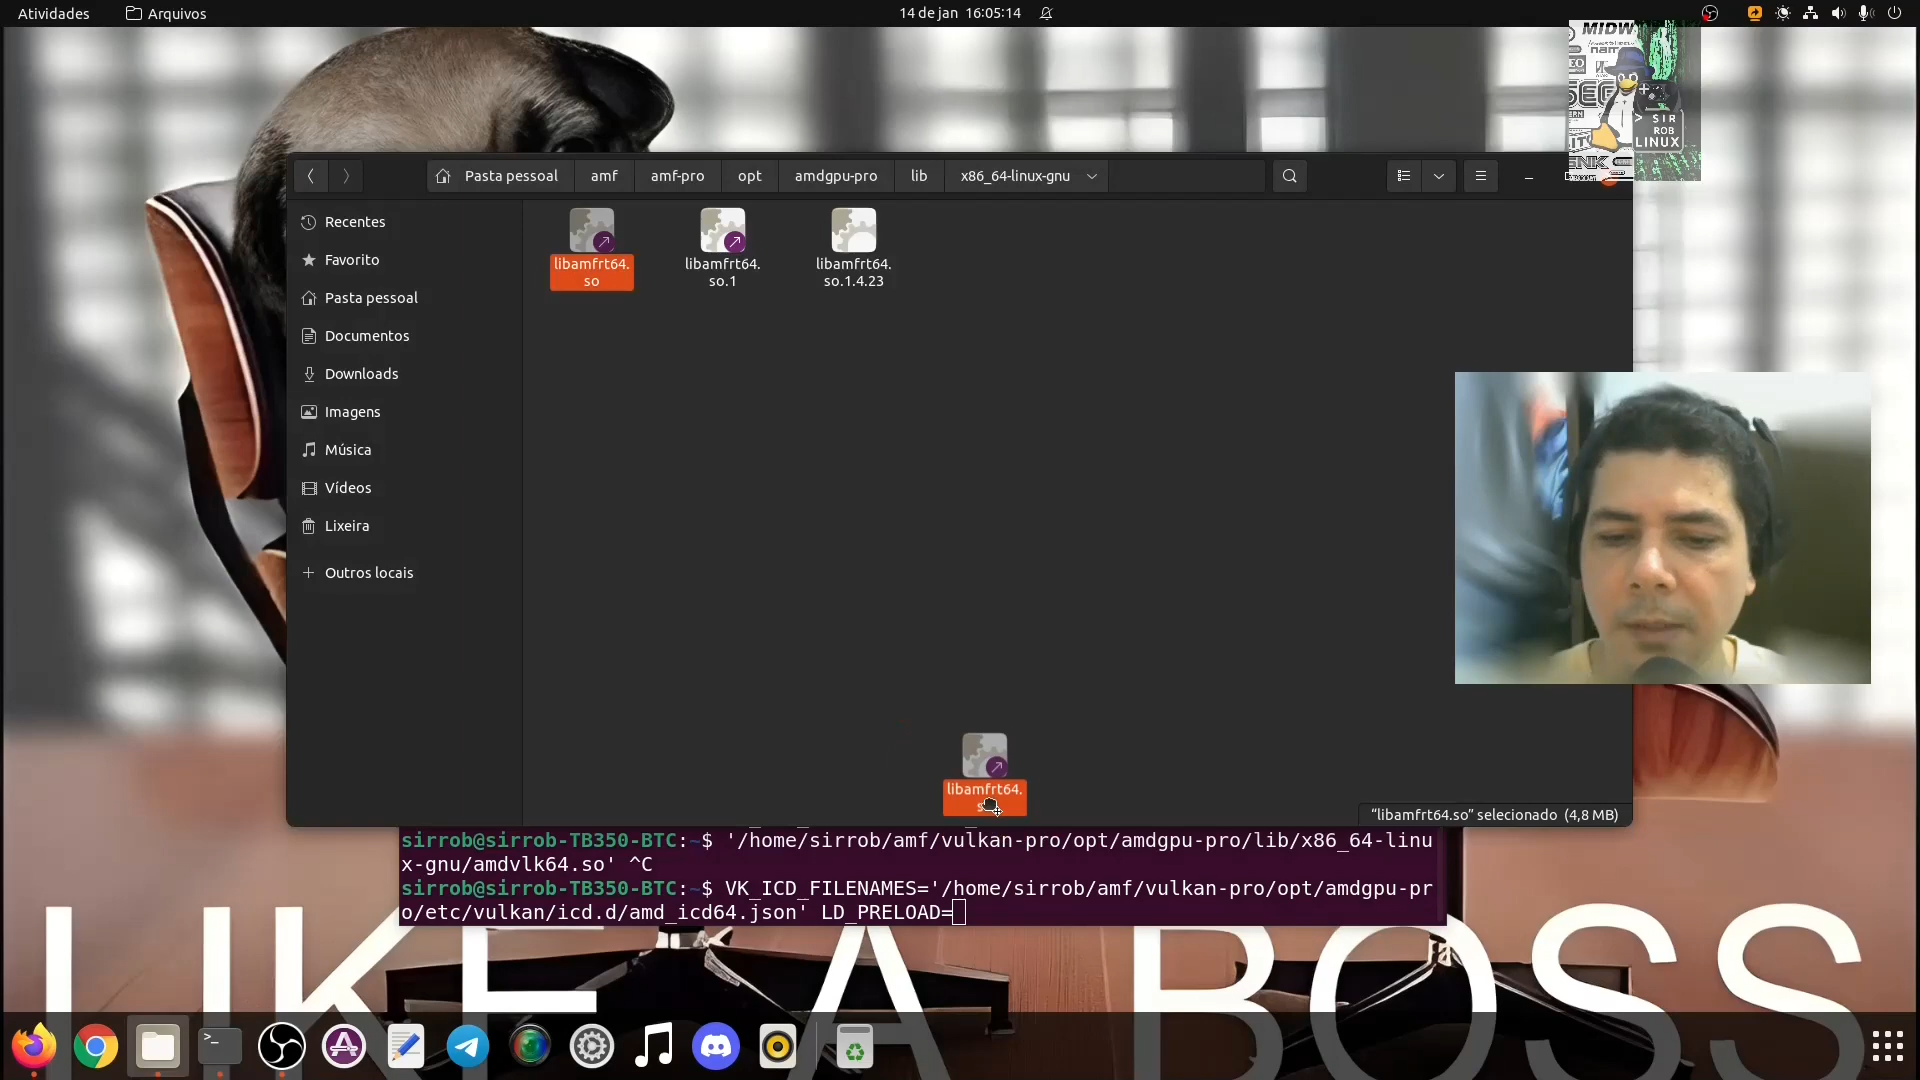 Atividades
Arquivos
14 de jan 16:05:14
MIDW
SEG
> SIR
ROB
LINUX
Pasta pessoal
amf
amf-pro
opt
amdgpu-pro
lib
x86_64-linux-gnu
Recentes
Favorito
Pasta pessoal
Documentos
Downloads
Imagens
Música
Vídeos
Lixeira
Outros locais
libamfrt64.
so
libamfrt64.
so.1
libamfrt64.
so.1.4.23
libamfrt64.
“libamfrt64.so” selecionado (4,8 MB)
sirrob@sirrob-TB350-BTC:~$ '/home/sirrob/amf/vulkan-pro/opt/amdgpu-pro/lib/x86_64-linu
x-gnu/amdvlk64.so' ^C
sirrob@sirrob-TB350-BTC:~$ VK_ICD_FILENAMES='/home/sirrob/amf/vulkan-pro/opt/amdgpu-pr
o/etc/vulkan/icd.d/amd_icd64.json' LD_PRELOAD=
LIKE A BOSS